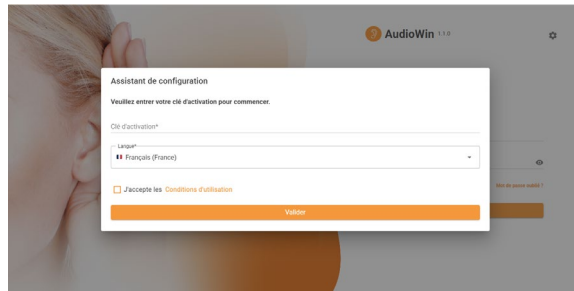 AudioWin 1.1.0
Assistant de configuration
Veuillez entrer votre clé d'activation pour commencer.
Clé d'activation*
Langue*
Français (France)
J'accepte les Conditions d'utilisation
Mot de passe oublié ?
Valider